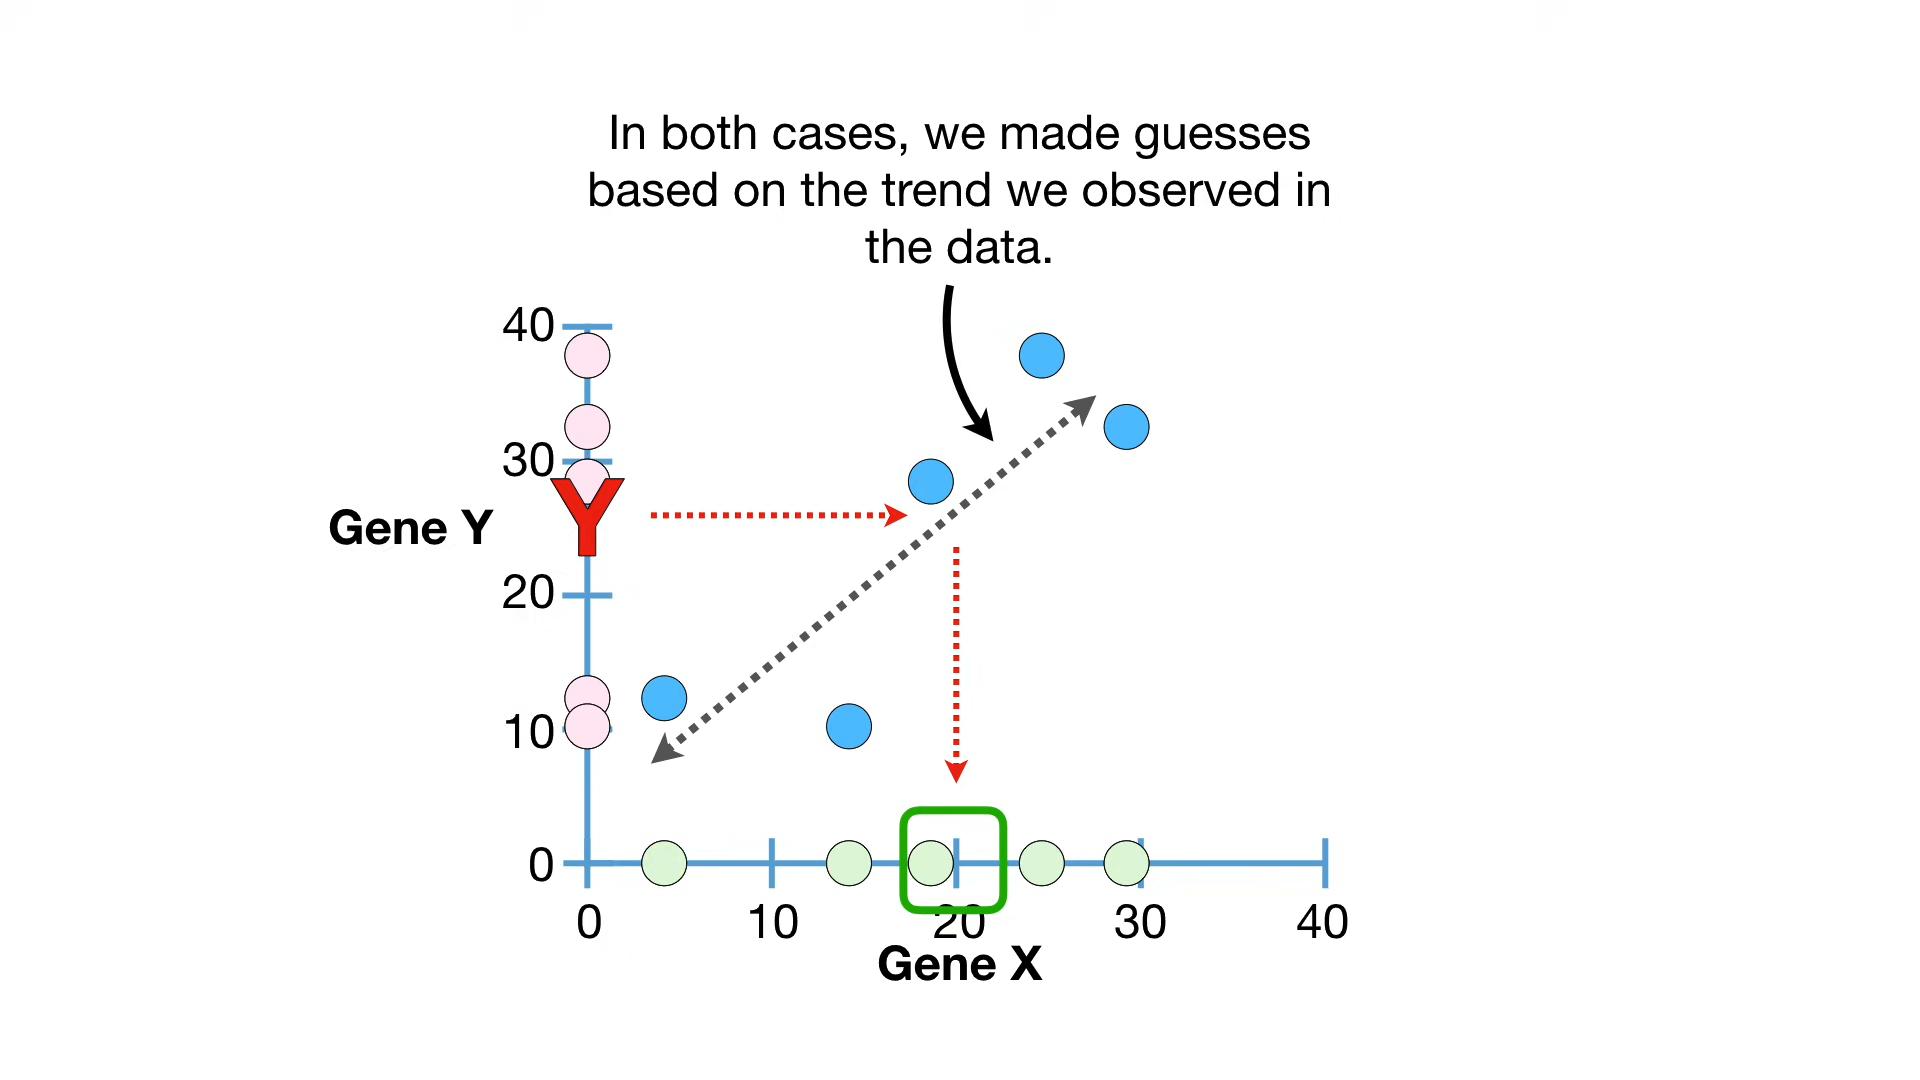 In both cases, we made guesses
based on the trend we observed in
the data.
40
30
Y
Gene Y
20
10
0
0 10 20 30 40
Gene X